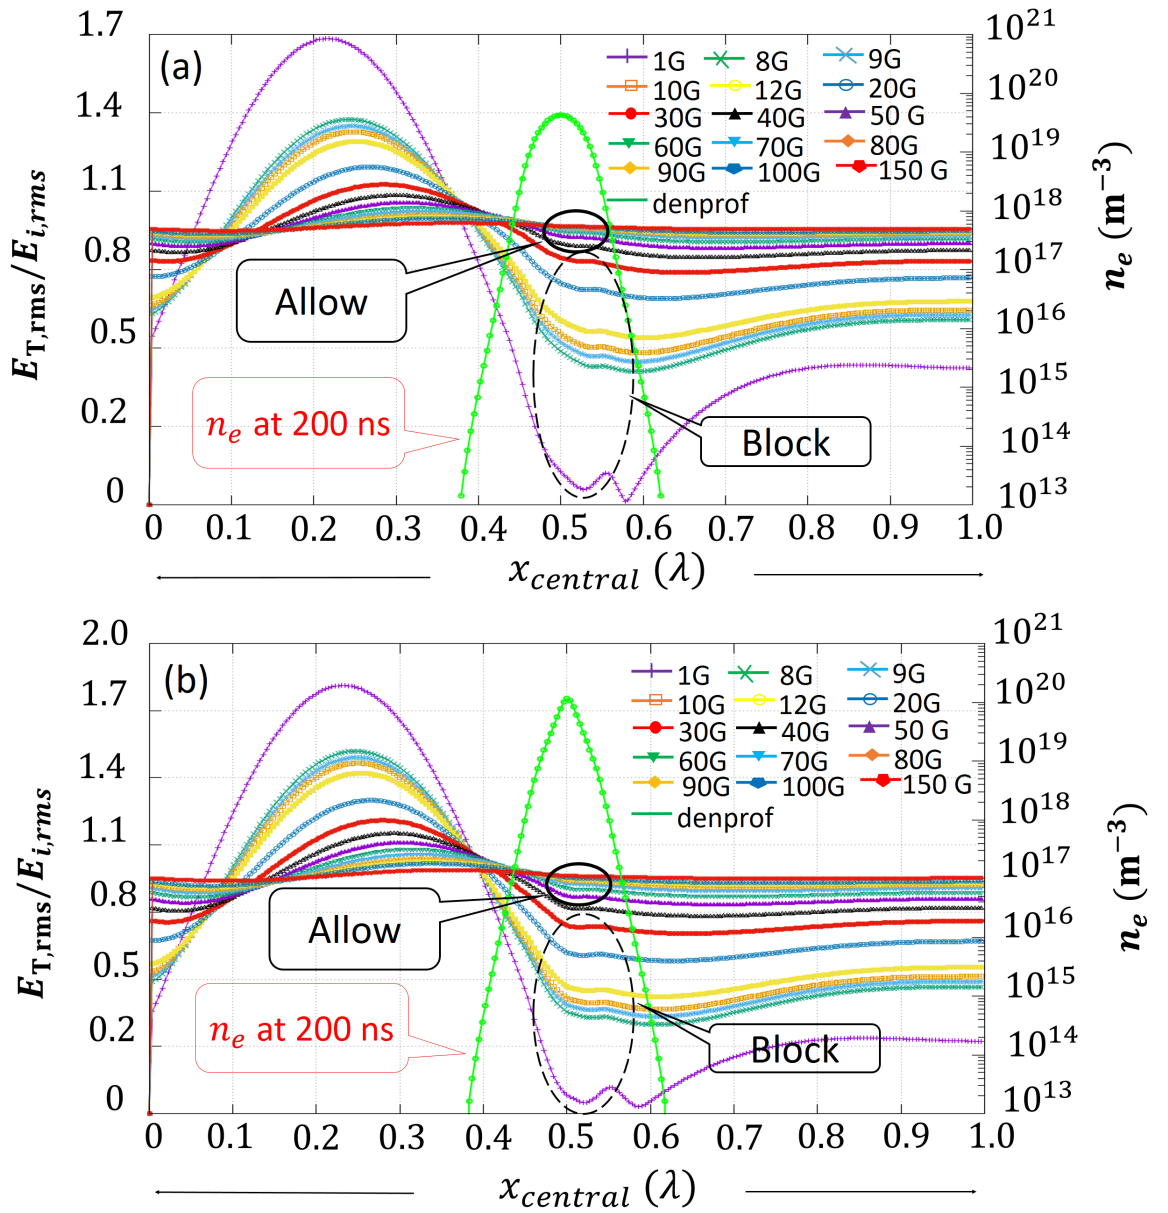 (a)
1.7
1.4
1.1
0.8
0.5
0.2
0
E_T,rms/E_i,rms
10^21
10^20
10^19
10^18
10^17
10^16
10^15
10^14
10^13
n_e (m^−3)
1G 8G 9G
10G 12G 20G
30G 40G 50 G
60G 70G 80G
90G 100G 150 G
denprof
Allow
n_e at 200 ns
Block
0 0.1 0.2 0.3 0.4 0.5 0.6 0.7 0.8 0.9 1.0
x_central (λ)
(b)
2.0
1.7
1.4
1.1
0.8
0.5
0.2
0
E_T,rms/E_i,rms
10^21
10^20
10^19
10^18
10^17
10^16
10^15
10^14
10^13
n_e (m^−3)
1G 8G 9G
10G 12G 20G
30G 40G 50 G
60G 70G 80G
90G 100G 150 G
denprof
Allow
n_e at 200 ns
Block
0 0.1 0.2 0.3 0.4 0.5 0.6 0.7 0.8 0.9 1.0
x_central (λ)